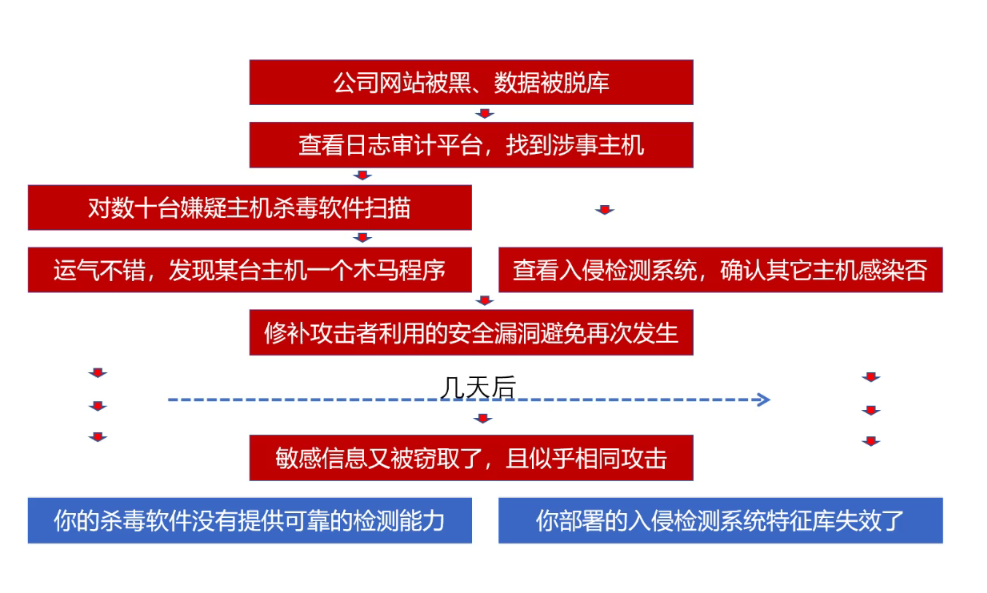 公司网站被黑、数据被脱库
查看日志审计平台，找到涉事主机
对数十台嫌疑主机杀毒软件扫描
运气不错，发现某台主机一个木马程序
查看入侵检测系统，确认其它主机感染否
修补攻击者利用的安全漏洞避免再次发生
几天后
敏感信息又被窃取了，且似乎相同攻击
你的杀毒软件没有提供可靠的检测能力
你部署的入侵检测系统特征库失效了